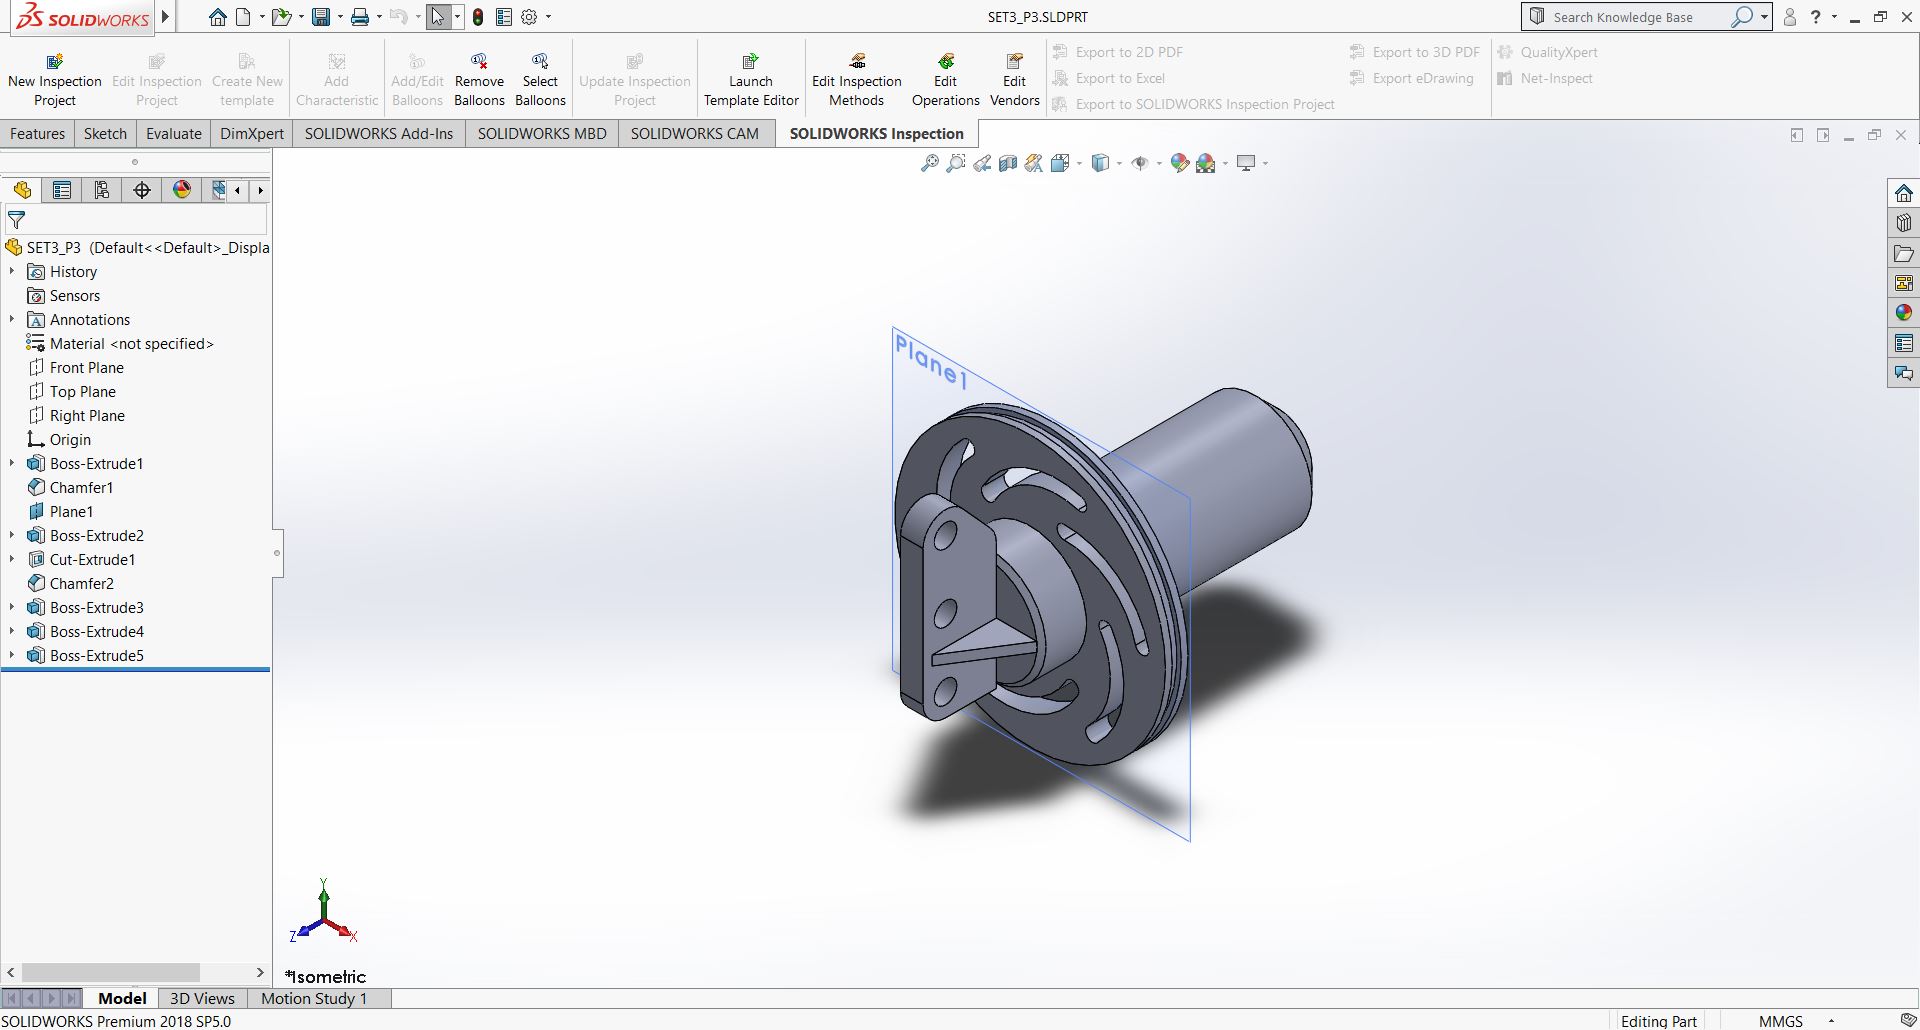 SOLIDWORKS
SET3_P3.SLDPRT
Search Knowledge Base
?
New Inspection
Project
Edit Inspection
Project
Create New
template
Add
Characteristic
Add/Edit
Balloons
Remove
Balloons
Select
Balloons
Update Inspection
Project
Launch
Template Editor
Edit Inspection
Methods
Edit
Operations
Edit
Vendors
Export to 2D PDF
Export to Excel
Export to SOLIDWORKS Inspection Project
Export to 3D PDF
Export eDrawing
QualityXpert
Net-Inspect
Features
Sketch
Evaluate
DimXpert
SOLIDWORKS Add-Ins
SOLIDWORKS MBD
SOLIDWORKS CAM
SOLIDWORKS Inspection
SET3_P3 (Default<<Default>_Displa
History
Sensors
Annotations
Material <not specified>
Front Plane
Top Plane
Right Plane
Origin
Boss-Extrude1
Chamfer1
Plane1
Boss-Extrude2
Cut-Extrude1
Chamfer2
Boss-Extrude3
Boss-Extrude4
Boss-Extrude5
Plane1
Y
Z
X
*Isometric
Model
3D Views
Motion Study 1
SOLIDWORKS Premium 2018 SP5.0
Editing Part
MMGS